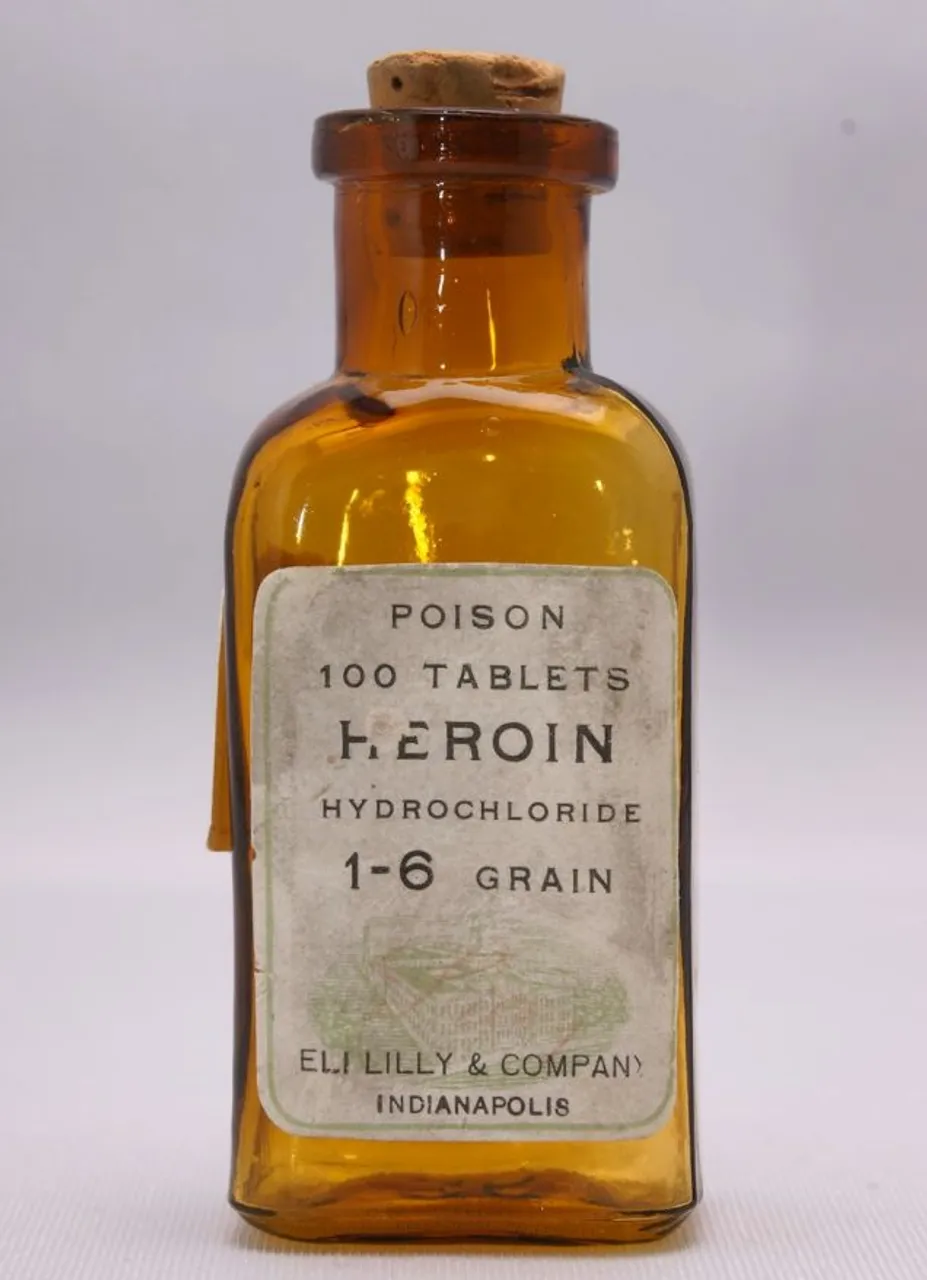 POISON
100 TABLETS
HEROIN
HYDROCHLORIDE
1-6 GRAIN
ELI LILLY & COMPANY
INDIANAPOLIS